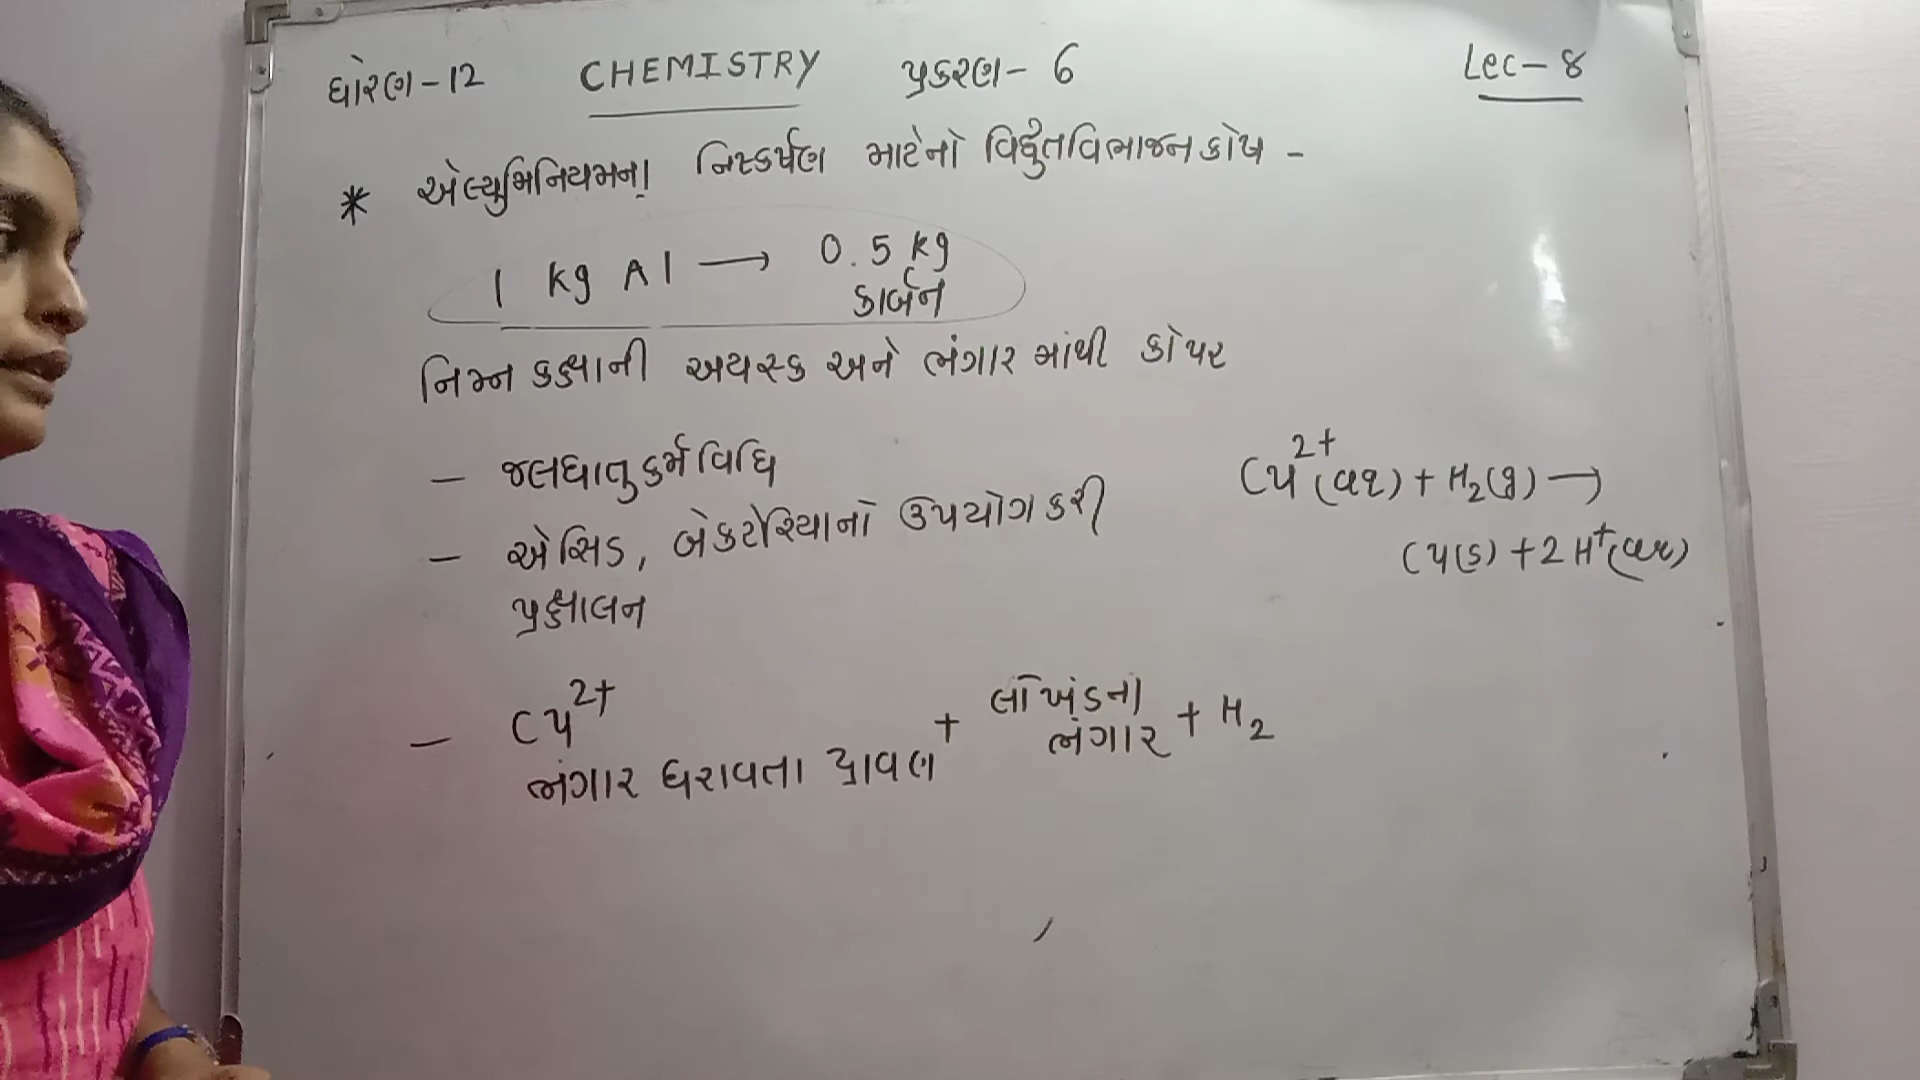 ધોરણ-12 CHEMISTRY પ્રકરણ-6 Lec-8
* એલ્યુમિનિયમના નિષ્કર્ષણ માટેનો વિદ્યુતવિભાજન કોષ -
1 kg Al → 0.5 kg
કાર્બન
નિમ્ન કક્ષાની અયસ્ક અને ભંગાર માંથી કોપર
- જલધાતુકર્મવિધિ
- એસિડ, બેક્ટેરિયાનો ઉપયોગ કરી
પ્રક્ષાલન
Cu²⁺(aq) + H₂(g) →
Cu(s) + 2H⁺(aq)
- Cu²⁺ + લોખંડના + H₂
ભંગાર ધરાવતા દ્રાવણ ભંગાર